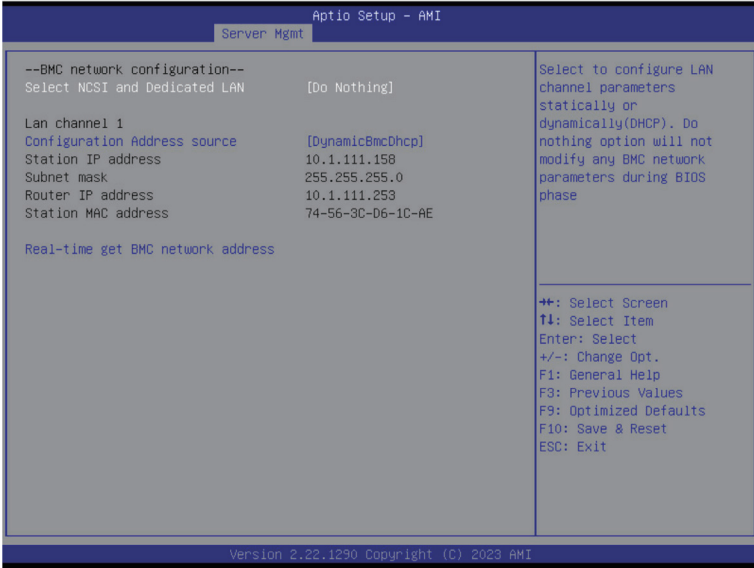 Aptio Setup – AMI
Server Mgmt
--BMC network configuration--
Select NCSI and Dedicated LAN [Do Nothing]
Lan channel 1
Configuration Address source [DynamicBmcDhcp]
Station IP address 10.1.111.158
Subnet mask 255.255.255.0
Router IP address 10.1.111.253
Station MAC address 74-56-3C-D6-1C-AE
Real-time get BMC network address
Select to configure LAN
channel parameters
statically or
dynamically(DHCP). Do
nothing option will not
modify any BMC network
parameters during BIOS
phase
→←: Select Screen
↑↓: Select Item
Enter: Select
+/-: Change Opt.
F1: General Help
F3: Previous Values
F9: Optimized Defaults
F10: Save & Reset
ESC: Exit
Version 2.22.1290 Copyright (C) 2023 AMI